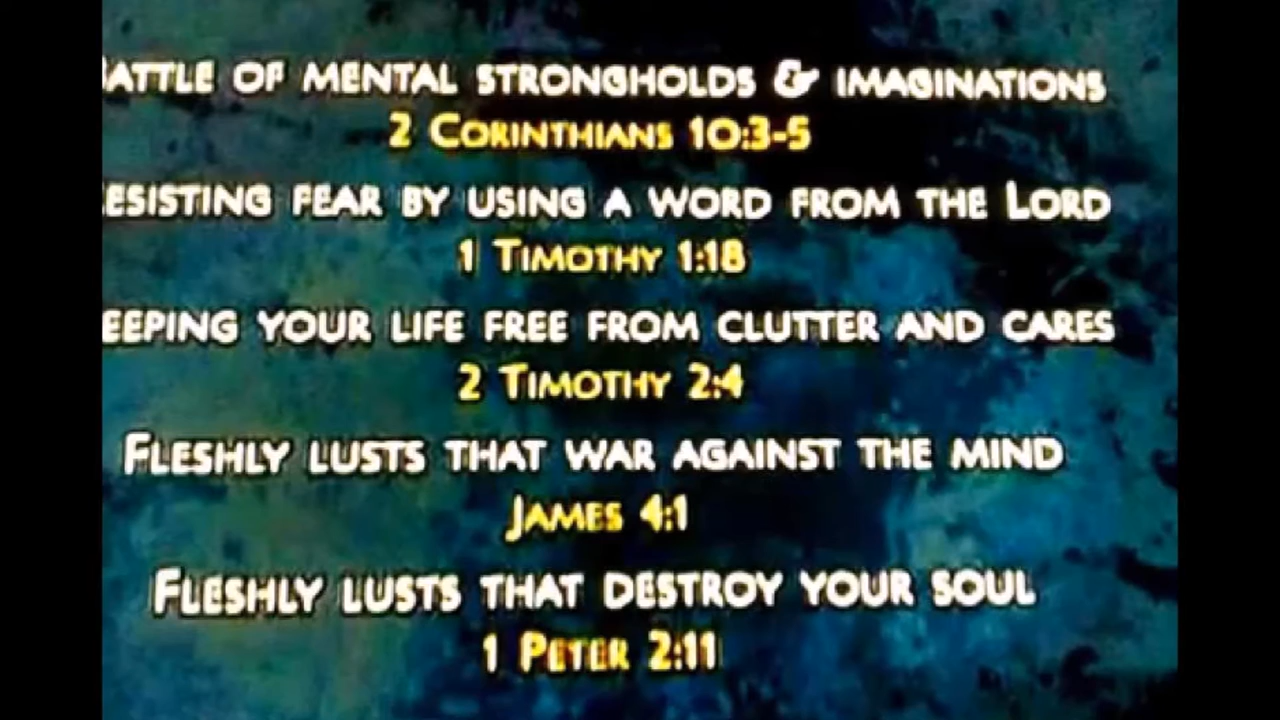 ATTLE OF MENTAL STRONGHOLDS & IMAGINATIONS
2 CORINTHIANS 10:3-5
ESISTING FEAR BY USING A WORD FROM THE LORD
1 TIMOTHY 1:18
EEPING YOUR LIFE FREE FROM CLUTTER AND CARES
2 TIMOTHY 2:4
FLESHLY LUSTS THAT WAR AGAINST THE MIND
JAMES 4:1
FLESHLY LUSTS THAT DESTROY YOUR SOUL
1 PETER 2:11